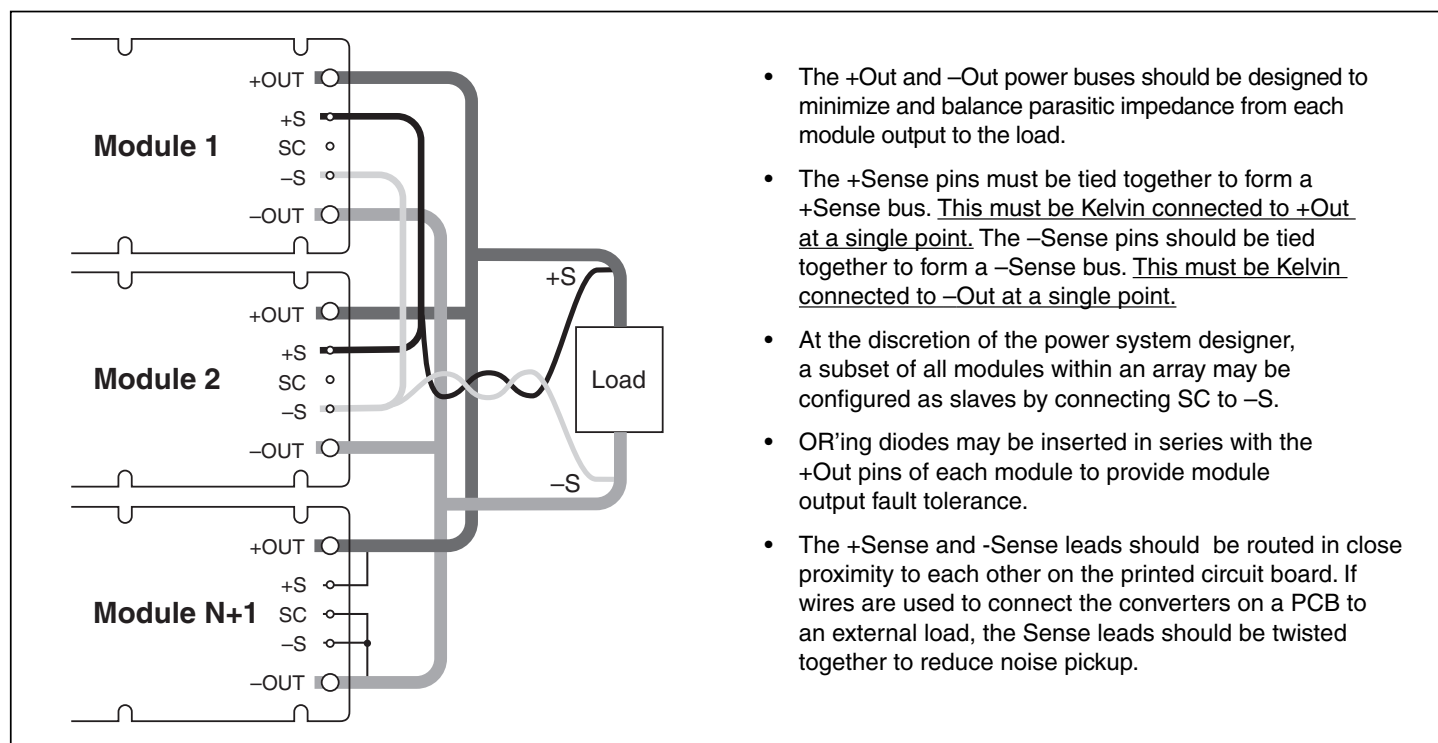 +OUT
+S
Module 1
SC
–S
–OUT
+OUT
+S
Module 2
SC
–S
–OUT
+OUT
+S
Module N+1
SC
–S
–OUT
+S
Load
–S
• The +Out and –Out power buses should be designed to
minimize and balance parasitic impedance from each
module output to the load.
• The +Sense pins must be tied together to form a
+Sense bus. This must be Kelvin connected to +Out
at a single point. The –Sense pins should be tied
together to form a –Sense bus. This must be Kelvin
connected to –Out at a single point.
• At the discretion of the power system designer,
a subset of all modules within an array may be
configured as slaves by connecting SC to –S.
• OR'ing diodes may be inserted in series with the
+Out pins of each module to provide module
output fault tolerance.
• The +Sense and -Sense leads should be routed in close
proximity to each other on the printed circuit board. If
wires are used to connect the converters on a PCB to
an external load, the Sense leads should be twisted
together to reduce noise pickup.